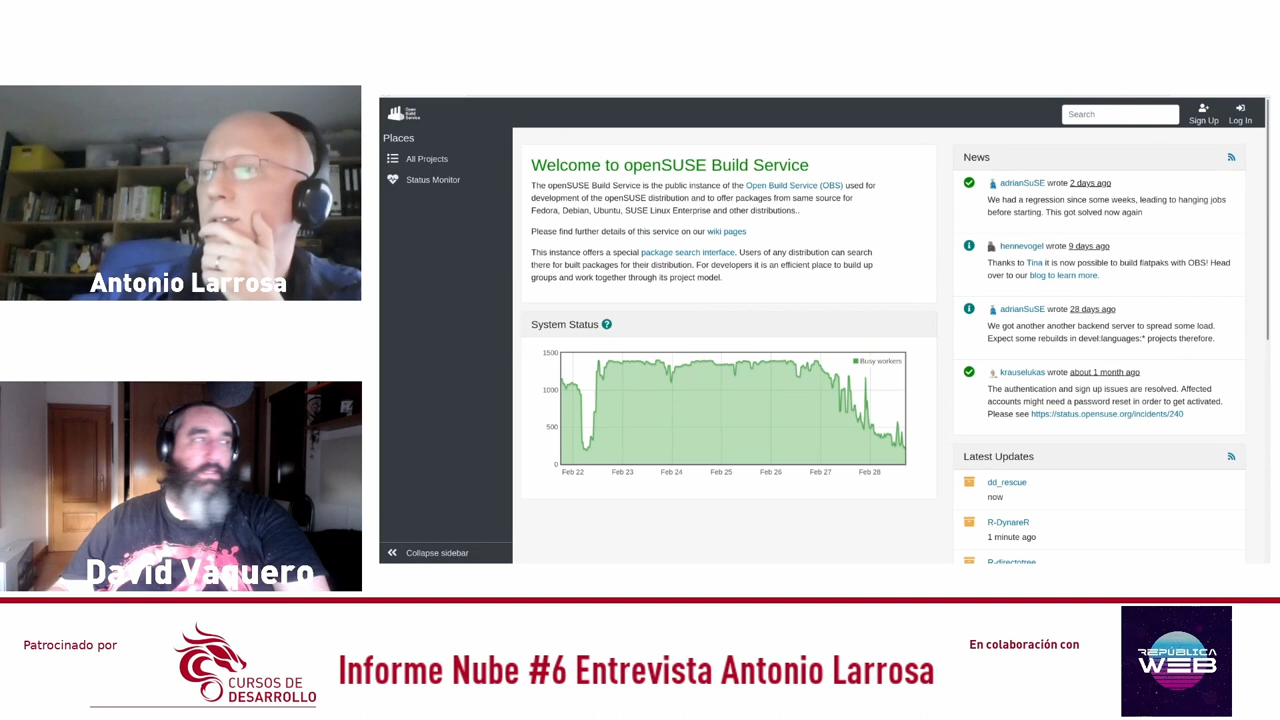 Antonio Larrosa
David Vaquero
Open
Build
Service
Search
Sign Up
Log In
Places
All Projects
Status Monitor
Collapse sidebar
Welcome to openSUSE Build Service
The openSUSE Build Service is the public instance of the Open Build Service (OBS) used for
development of the openSUSE distribution and to offer packages from same source for
Fedora, Debian, Ubuntu, SUSE Linux Enterprise and other distributions..
Please find further details of this service on our wiki pages
This instance offers a special package search interface. Users of any distribution can search
there for built packages for their distribution. For developers it is an efficient place to build up
groups and work together through its project model.
System Status
1500
1000
500
0
Busy workers
Feb 22 Feb 23 Feb 24 Feb 25 Feb 26 Feb 27 Feb 28
News
adrianSuSE wrote 2 days ago
We had a regression since some weeks, leading to hanging jobs
before starting. This got solved now again
hennevogel wrote 9 days ago
Thanks to Tina it is now possible to build flatpaks with OBS! Head
over to our blog to learn more.
adrianSuSE wrote 28 days ago
We got another another backend server to spread some load.
Expect some rebuilds in devel:languages:* projects therefore.
krauselukas wrote about 1 month ago
The authentication and sign up issues are resolved. Affected
accounts might need a password reset in order to get activated.
Please see https://status.opensuse.org/incidents/240
Latest Updates
dd_rescue
now
R-DynareR
1 minute ago
R-directotree
Patrocinado por
CURSOS DE
DESARROLLO
Informe Nube #6 Entrevista Antonio Larrosa
En colaboración con
REPÚBLICA
WEB